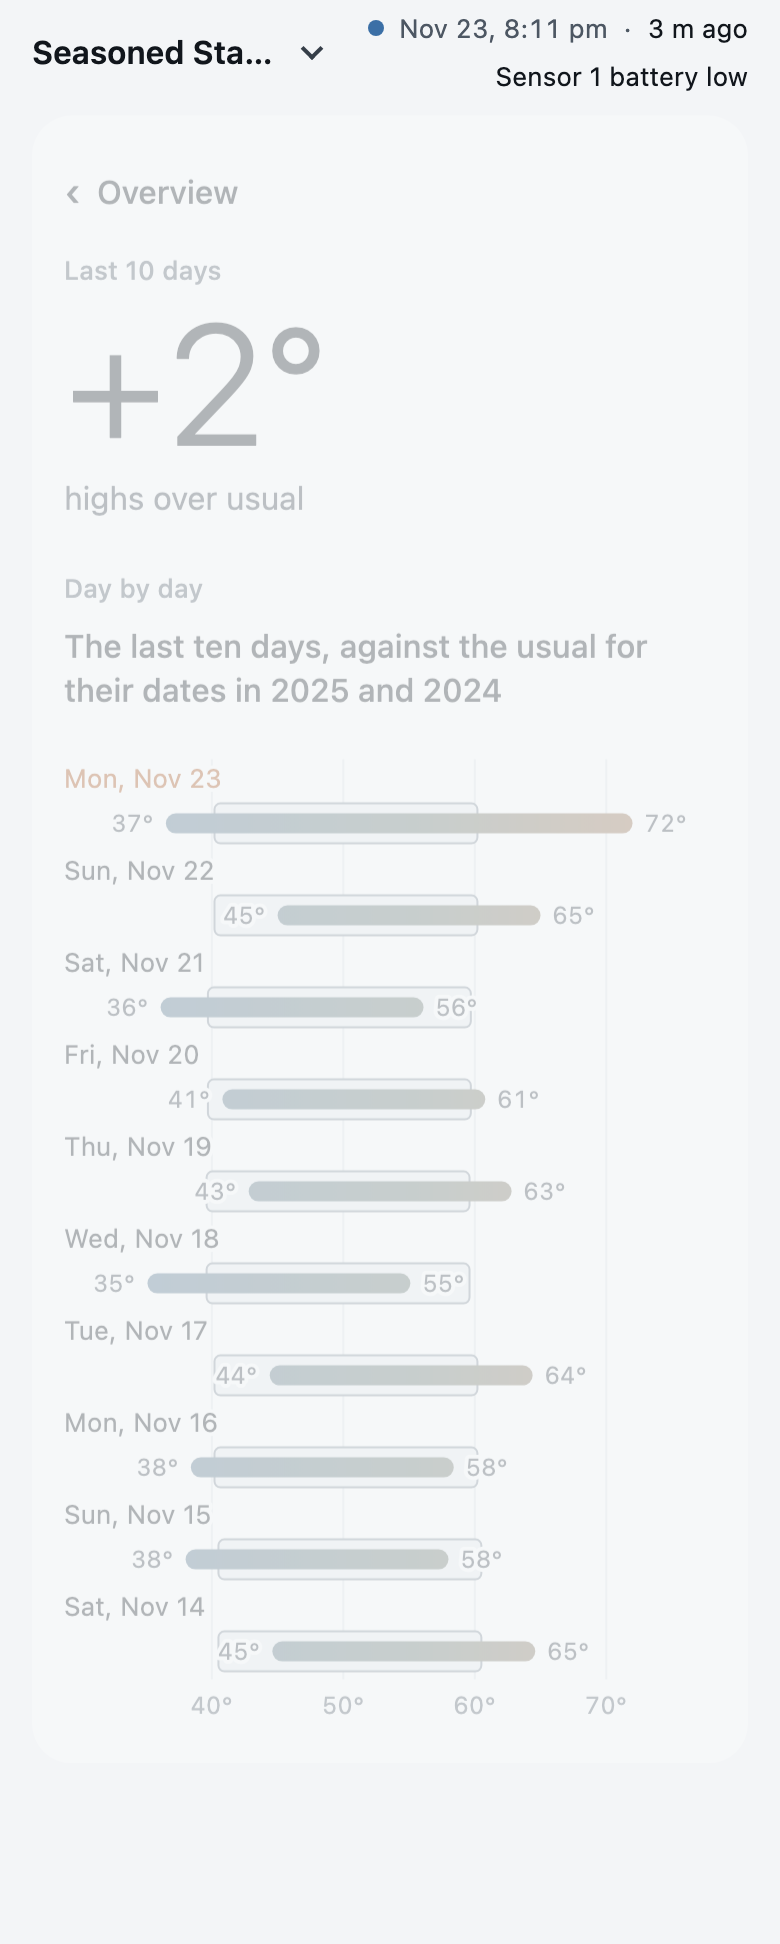 Seasoned Sta...
Nov 23, 8:11 pm · 3 m ago
Sensor 1 battery low
‹ Overview
Last 10 days
+2°
highs over usual
Day by day
The last ten days, against the usual for
their dates in 2025 and 2024
Mon, Nov 23
37° 72°
Sun, Nov 22
45° 65°
Sat, Nov 21
36° 56°
Fri, Nov 20
41° 61°
Thu, Nov 19
43° 63°
Wed, Nov 18
35° 55°
Tue, Nov 17
44° 64°
Mon, Nov 16
38° 58°
Sun, Nov 15
38° 58°
Sat, Nov 14
45° 65°
40° 50° 60° 70°